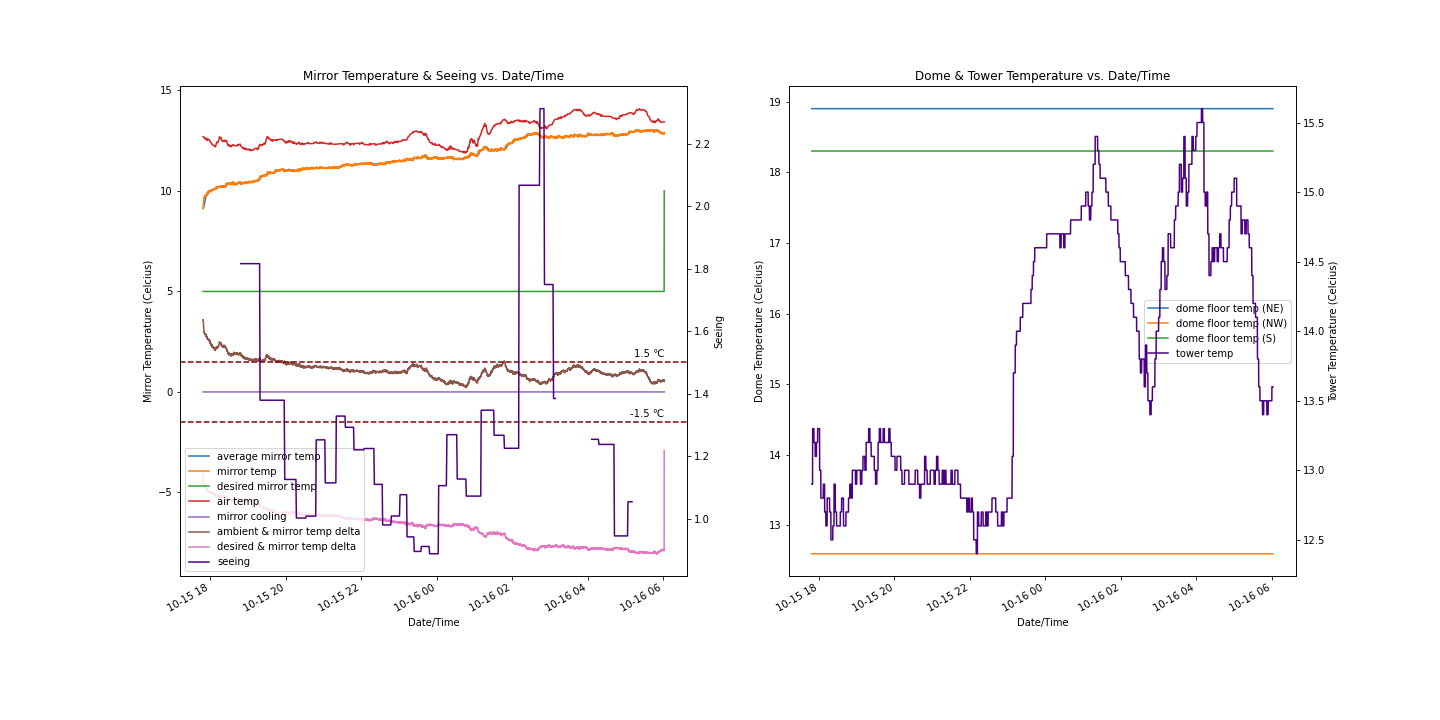 Mirror Temperature & Seeing vs. Date/Time
15
10
5
0
−5
Mirror Temperature (Celcius)
2.2
2.0
1.8
1.6
1.4
1.2
1.0
Seeing
1.5 °C
-1.5 °C
average mirror temp
mirror temp
desired mirror temp
air temp
mirror cooling
ambient & mirror temp delta
desired & mirror temp delta
seeing
10-15 18
10-15 20
10-15 22
10-16 00
10-16 02
10-16 04
10-16 06
Date/Time
Dome & Tower Temperature vs. Date/Time
19
18
17
16
15
14
13
Dome Temperature (Celcius)
15.5
15.0
14.5
14.0
13.5
13.0
12.5
Tower Temperature (Celcius)
dome floor temp (NE)
dome floor temp (NW)
dome floor temp (S)
tower temp
10-15 18
10-15 20
10-15 22
10-16 00
10-16 02
10-16 04
10-16 06
Date/Time